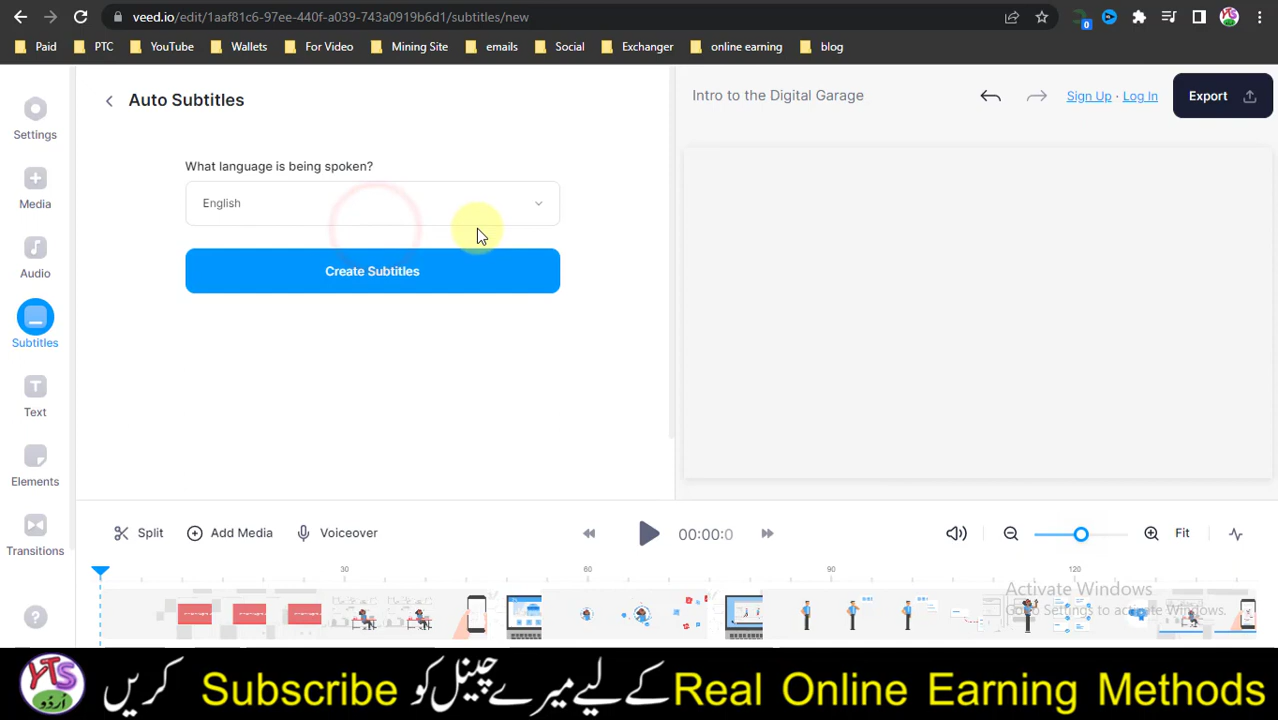 veed.io/edit/1aaf81c6-97ee-440f-a039-743a0919b6d1/subtitles/new
0
Paid PTC YouTube Wallets For Video Mining Site emails Social Exchanger online earning blog
Auto Subtitles
Intro to the Digital Garage
Sign Up · Log In
Export
Settings
What language is being spoken?
English
Media
Create Subtitles
Audio
Subtitles
Text
Elements
Transitions
Split
Add Media
Voiceover
00:00:0
Fit
30 60 90 120
Activate Windows
Go to Settings to activate Windows.
YTS
اُردُو
Real Online Earning Methods کے لیے میرے چینل کو Subscribe کریں